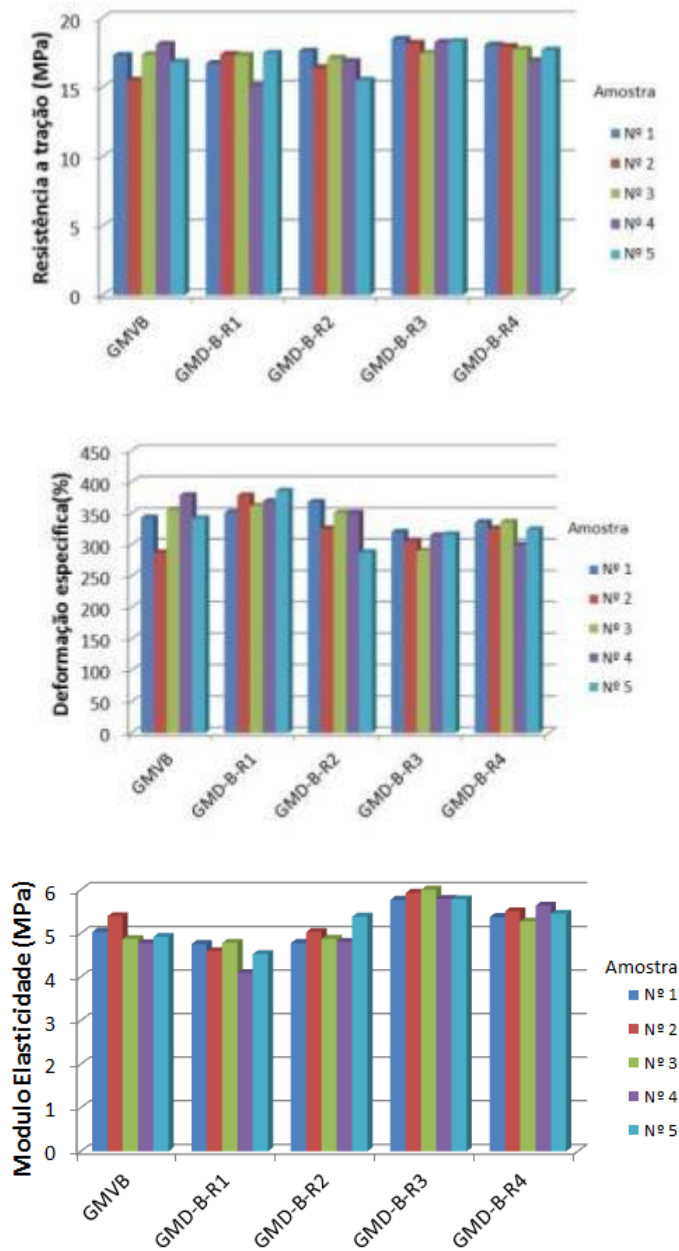 Resistência a tração (MPa)
20
15
10
5
0
GMVB
GMD-B-R1
GMD-B-R2
GMD-B-R3
GMD-B-R4
Amostra
Nº 1
Nº 2
Nº 3
Nº 4
Nº 5
Deformação específica(%)
450
400
350
300
250
200
150
100
50
0
GMVB
GMD-B-R1
GMD-B-R2
GMD-B-R3
GMD-B-R4
Amostra
Nº 1
Nº 2
Nº 3
Nº 4
Nº 5
Modulo Elasticidade (MPa)
6
5
4
3
2
1
0
GMVB
GMD-B-R1
GMD-B-R2
GMD-B-R3
GMD-B-R4
Amostra
Nº 1
Nº 2
Nº 3
Nº 4
Nº 5